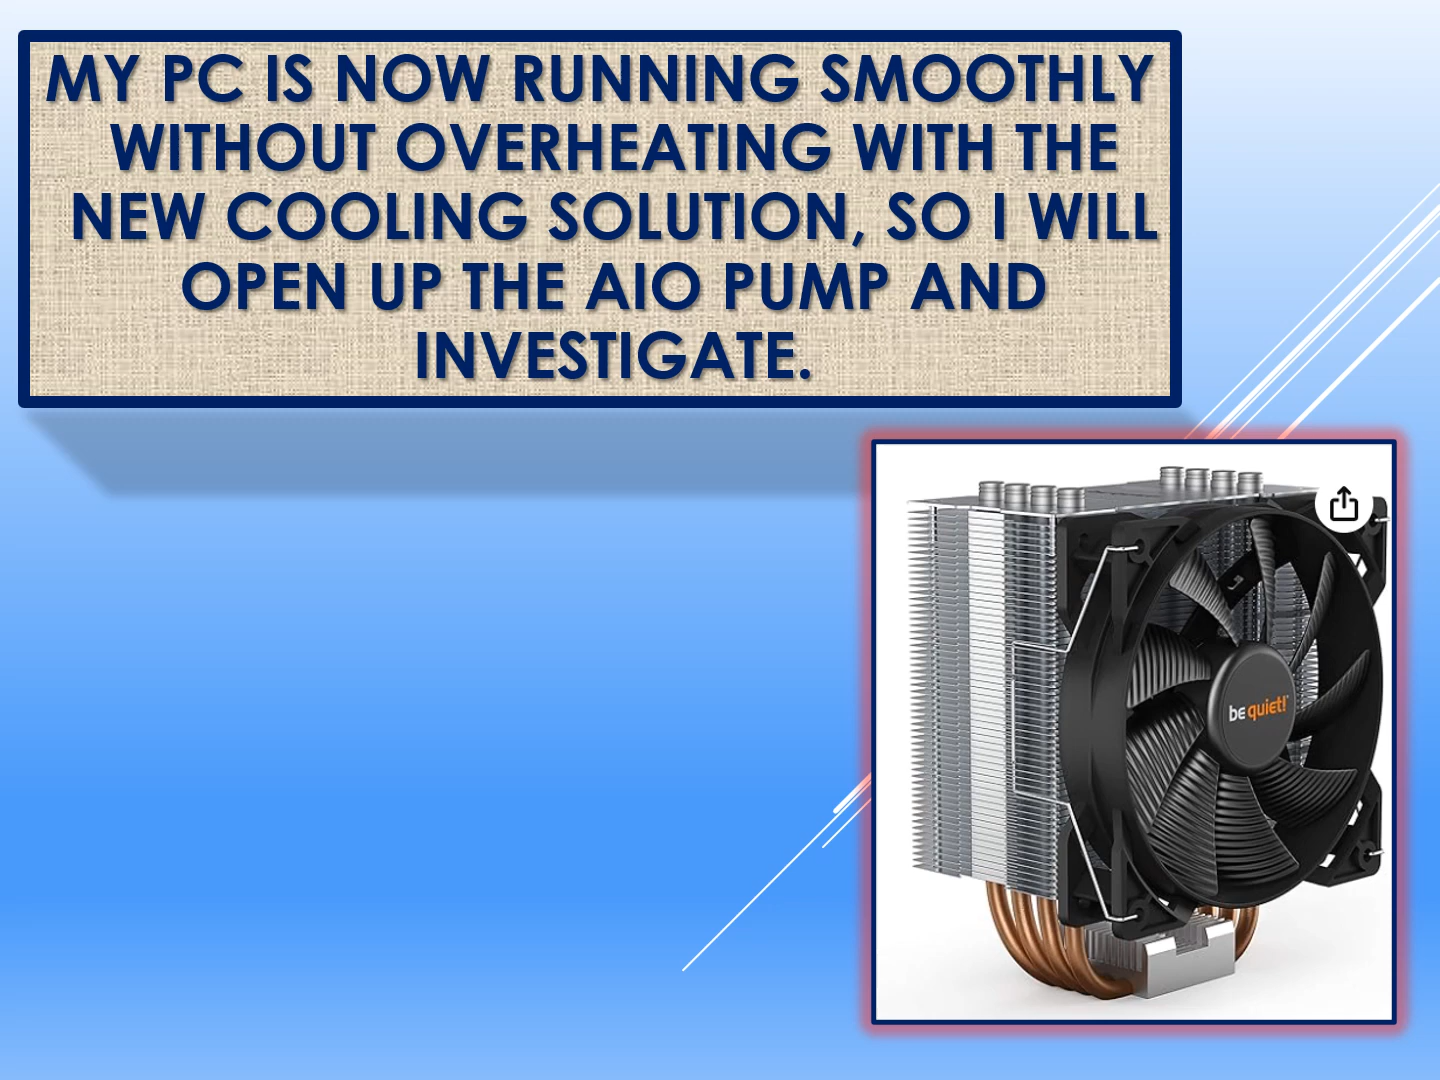 MY PC IS NOW RUNNING SMOOTHLY
WITHOUT OVERHEATING WITH THE
NEW COOLING SOLUTION, SO I WILL
OPEN UP THE AIO PUMP AND
INVESTIGATE.
be quiet!